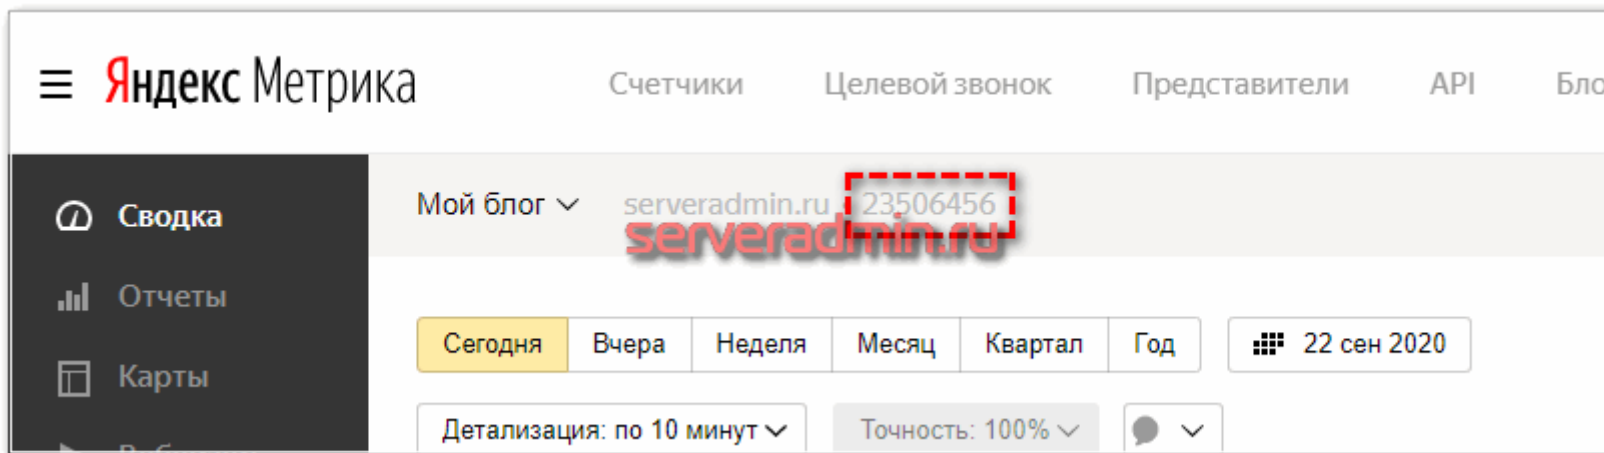 Яндекс Метрика Счетчики Целевой звонок Представители API Бло
Сводка
Мой блог serveradmin.ru 23506456
serveradmin.ru
Отчеты
Сегодня Вчера Неделя Месяц Квартал Год 22 сен 2020
Карты
Детализация: по 10 минут Точность: 100%